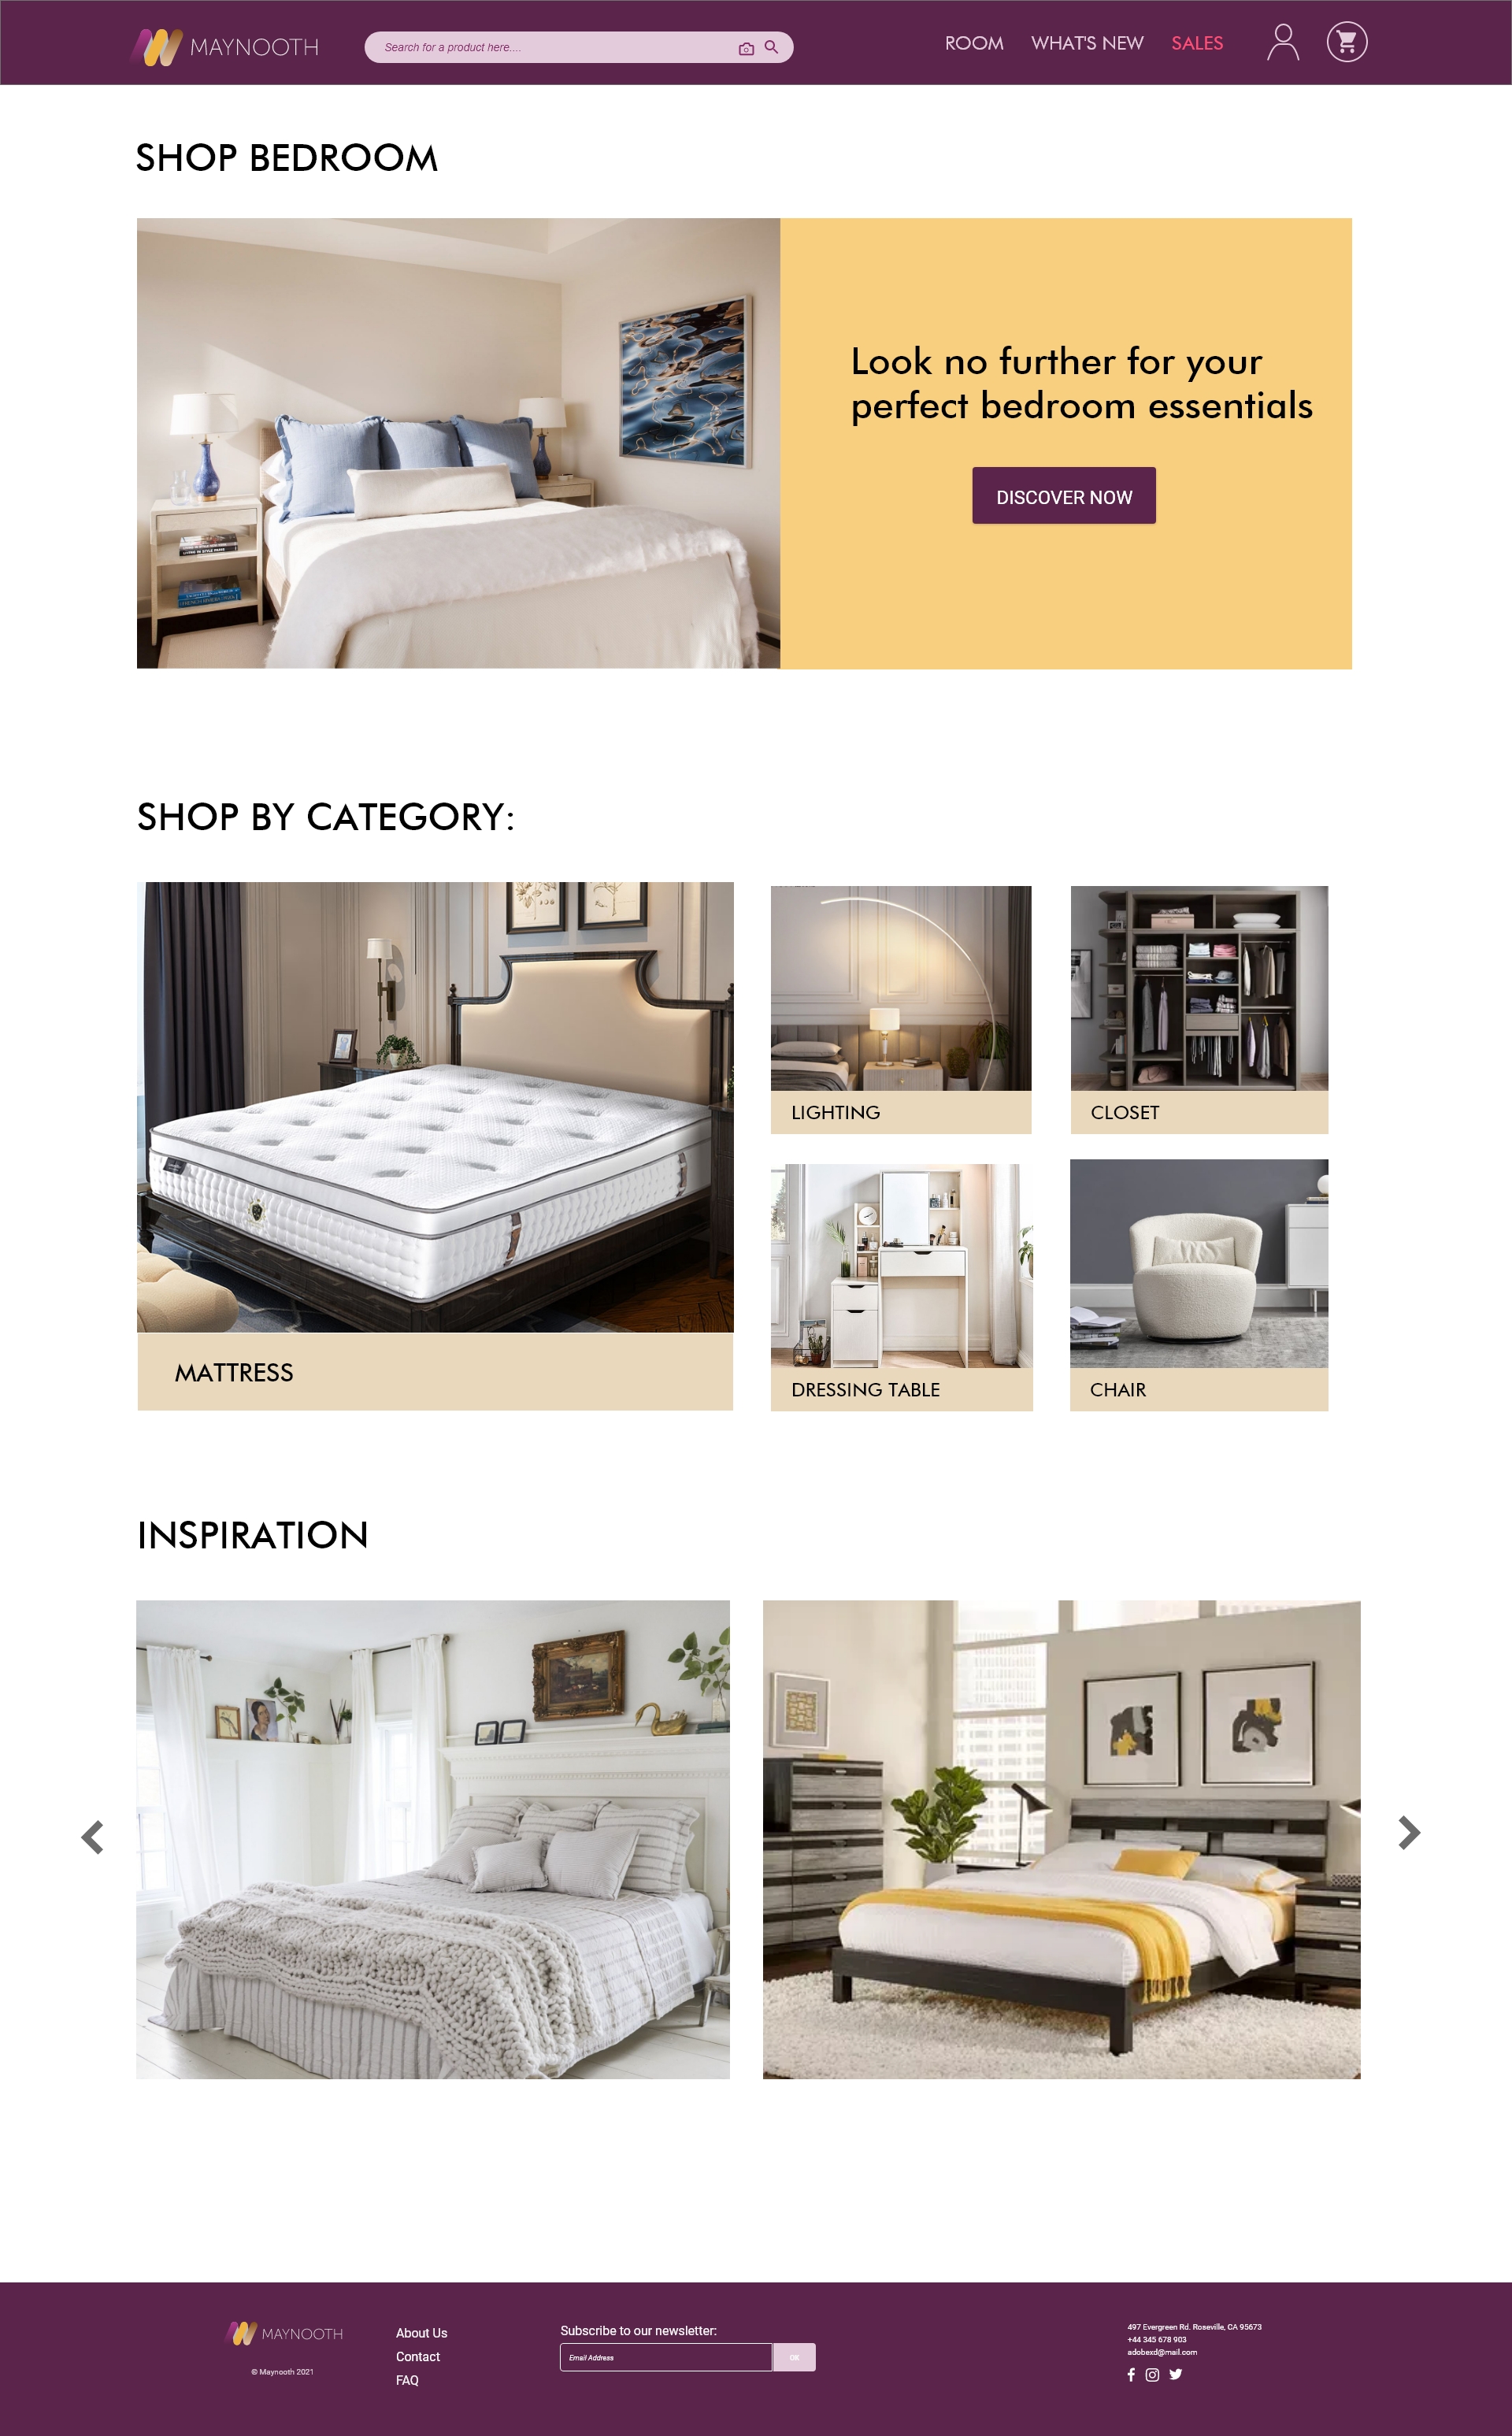 MAYNOOTH
Search for a product here....
ROOM
WHAT'S NEW
SALES
SHOP BEDROOM
Look no further for your
perfect bedroom essentials
DISCOVER NOW
SHOP BY CATEGORY:
MATTRESS
LIGHTING
CLOSET
DRESSING TABLE
CHAIR
INSPIRATION
MAYNOOTH
© Maynooth 2021
About Us
Contact
FAQ
Subscribe to our newsletter:
Email Address
OK
497 Evergreen Rd. Roseville, CA 95673
+44 345 678 903
adobexd@mail.com